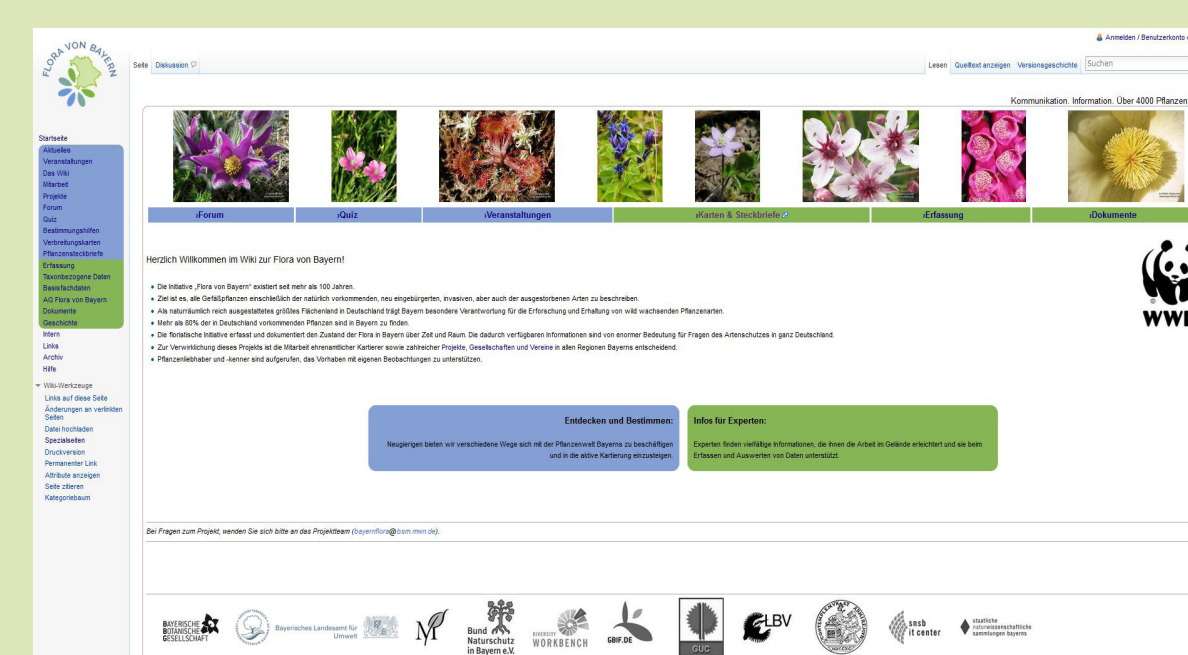 FLORA VON BAYERN
Anmelden / Benutzerkonto
Seite Diskussion
Lesen Quelltext anzeigen Versionsgeschichte Suchen
Kommunikation. Information. Über 4000 Pflanzen
Startseite
Aktuelles
Veranstaltungen
Das Wiki
Mitarbeit
Projekte
Forum
Quiz
Bestimmungshilfen
Verbreitungskarten
Pflanzensteckbriefe
Erfassung
Taxonbezogene Daten
Basisfachdaten
AG Flora von Bayern
Dokumente
Geschichte
Intern
Links
Archiv
Hilfe
Wiki-Werkzeuge
Links auf diese Seite
Änderungen an verlinkten
Seiten
Datei hochladen
Spezialseiten
Druckversion
Permanenter Link
Attribute anzeigen
Seite zitieren
Kategoriebaum
›Forum ›Quiz ›Veranstaltungen ›Karten & Steckbriefe ›Erfassung ›Dokumente
Herzlich Willkommen im Wiki zur Flora von Bayern!
• Die Initiative „Flora von Bayern" existiert seit mehr als 100 Jahren.
• Ziel ist es, alle Gefäßpflanzen einschließlich der natürlich vorkommenden, neu eingebürgerten, invasiven, aber auch der ausgestorbenen Arten zu beschreiben.
• Als naturräumlich reich ausgestattetes größtes Flächenland in Deutschland trägt Bayern besondere Verantwortung für die Erforschung und Erhaltung von wild wachsenden Pflanzenarten.
• Mehr als 80% der in Deutschland vorkommenden Pflanzen sind in Bayern zu finden.
• Die floristische Initiative erfasst und dokumentiert den Zustand der Flora in Bayern über Zeit und Raum. Die dadurch verfügbaren Informationen sind von enormer Bedeutung für Fragen des Artenschutzes in ganz Deutschland.
• Zur Verwirklichung dieses Projekts ist die Mitarbeit ehrenamtlicher Kartierer sowie zahlreicher Projekte, Gesellschaften und Vereine in allen Regionen Bayerns entscheidend.
• Pflanzenliebhaber und -kenner sind aufgerufen, das Vorhaben mit eigenen Beobachtungen zu unterstützen.
WWF
Entdecken und Bestimmen:
Neugierigen bieten wir verschiedene Wege sich mit der Pflanzenwelt Bayerns zu beschäftigen
und in die aktive Kartierung einzusteigen.
Infos für Experten:
Experten finden vielfältige Informationen, die ihnen die Arbeit im Gelände erleichtert und sie beim
Erfassen und Auswerten von Daten unterstützt.
Bei Fragen zum Projekt, wenden Sie sich bitte an das Projektteam (bayernflora@bsm.mwn.de).
BAYERISCHE
BOTANISCHE
GESELLSCHAFT
Bayerisches Landesamt für
Umwelt
M
Bund
Naturschutz
in Bayern e.V.
DIVERSITY
WORKBENCH
GBIF.DE
GUC
LBV
snsb
it center
staatliche
naturwissenschaftliche
sammlungen bayerns